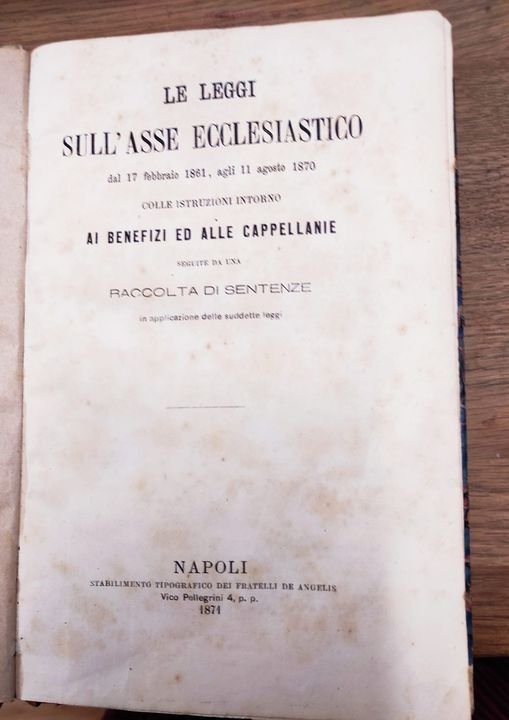 LE LEGGI
SULL'ASSE ECCLESIASTICO
dal 17 febbraio 1861, agli 11 agosto 1870
COLLE ISTRUZIONI INTORNO
AI BENEFIZI ED ALLE CAPPELLANIE
SEGUITE DA UNA
RACCOLTA DI SENTENZE
in applicazione delle suddette leggi
NAPOLI
STABILIMENTO TIPOGRAFICO DEI FRATELLI DE ANGELIS
Vico Pellegrini 4, p. p.
1871